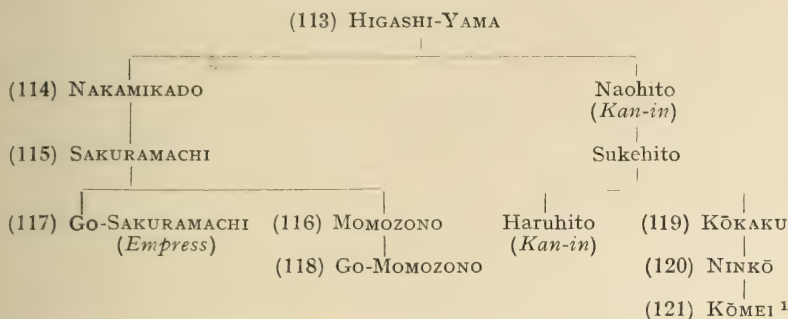 (113) HIGASHI-YAMA
(114) NAKAMIKADO Naohito
(Kan-in)
(115) SAKURAMACHI Sukehito
(117) GO-SAKURAMACHI (116) MOMOZONO Haruhito (119) KŌKAKU
(Empress) (Kan-in)
(118) GO-MOMOZONO (120) NINKŌ
(121) KŌMEI ¹